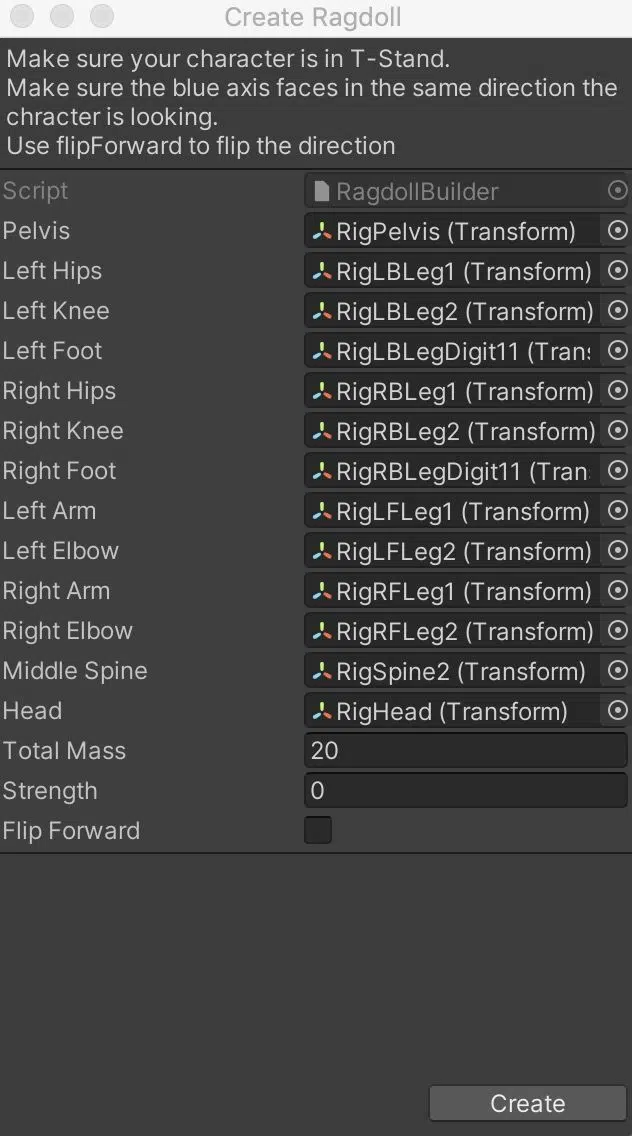 Create Ragdoll
Make sure your character is in T-Stand.
Make sure the blue axis faces in the same direction the
chracter is looking.
Use flipForward to flip the direction
Script RagdollBuilder
Pelvis RigPelvis (Transform)
Left Hips RigLBLeg1 (Transform)
Left Knee RigLBLeg2 (Transform)
Left Foot RigLBLegDigit11 (Trans
Right Hips RigRBLeg1 (Transform)
Right Knee RigRBLeg2 (Transform)
Right Foot RigRBLegDigit11 (Tran
Left Arm RigLFLeg1 (Transform)
Left Elbow RigLFLeg2 (Transform)
Right Arm RigRFLeg1 (Transform)
Right Elbow RigRFLeg2 (Transform)
Middle Spine RigSpine2 (Transform)
Head RigHead (Transform)
Total Mass 20
Strength 0
Flip Forward
Create